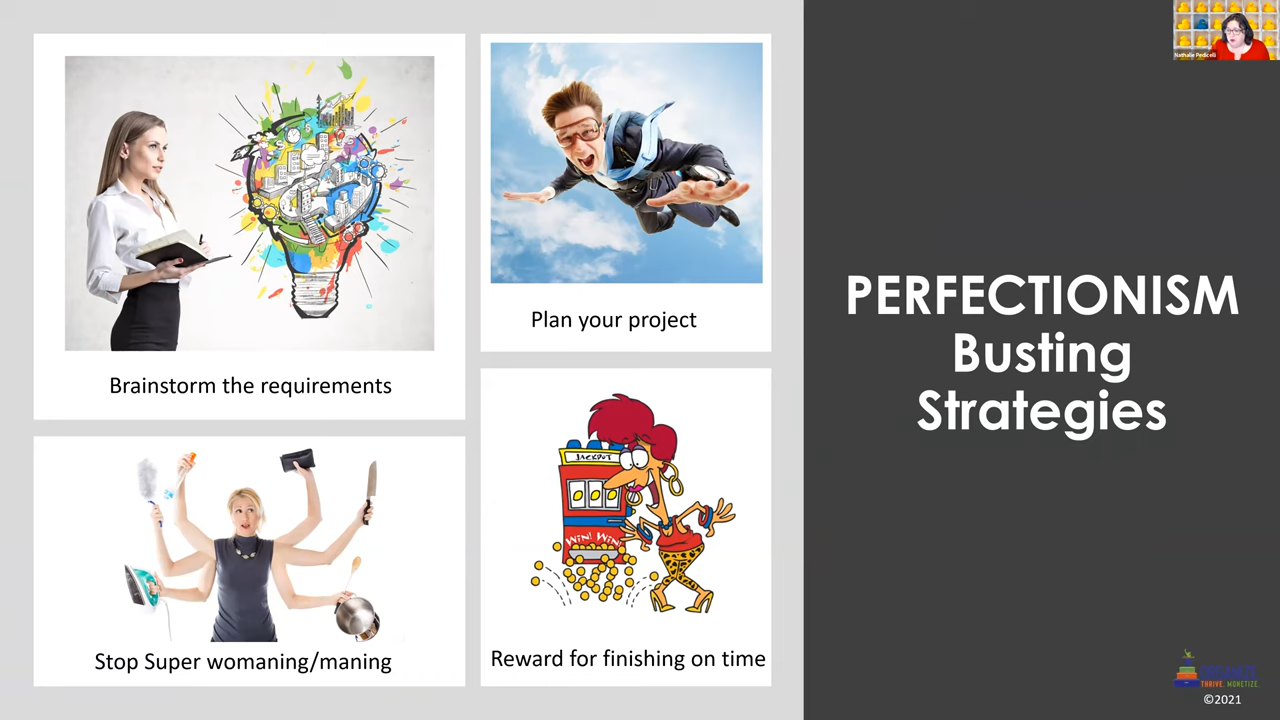 Brainstorm the requirements
Plan your project
Stop Super womaning/maning
JACKPOT
WIN! WIN!
Reward for finishing on time
PERFECTIONISM
Busting
Strategies
Nathalie Pedicelli
THRIVE. MONETIZE.
©2021